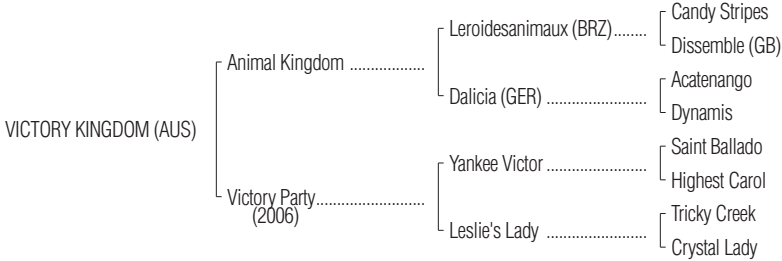 Candy Stripes
Leroidesanimaux (BRZ)........
Dissemble (GB)
Animal Kingdom ..................
Acatenango
Dalicia (GER) ........................
Dynamis
VICTORY KINGDOM (AUS)
Saint Ballado
Yankee Victor ........................
Highest Carol
Victory Party..........................
(2006)
Tricky Creek
Leslie's Lady ........................
Crystal Lady